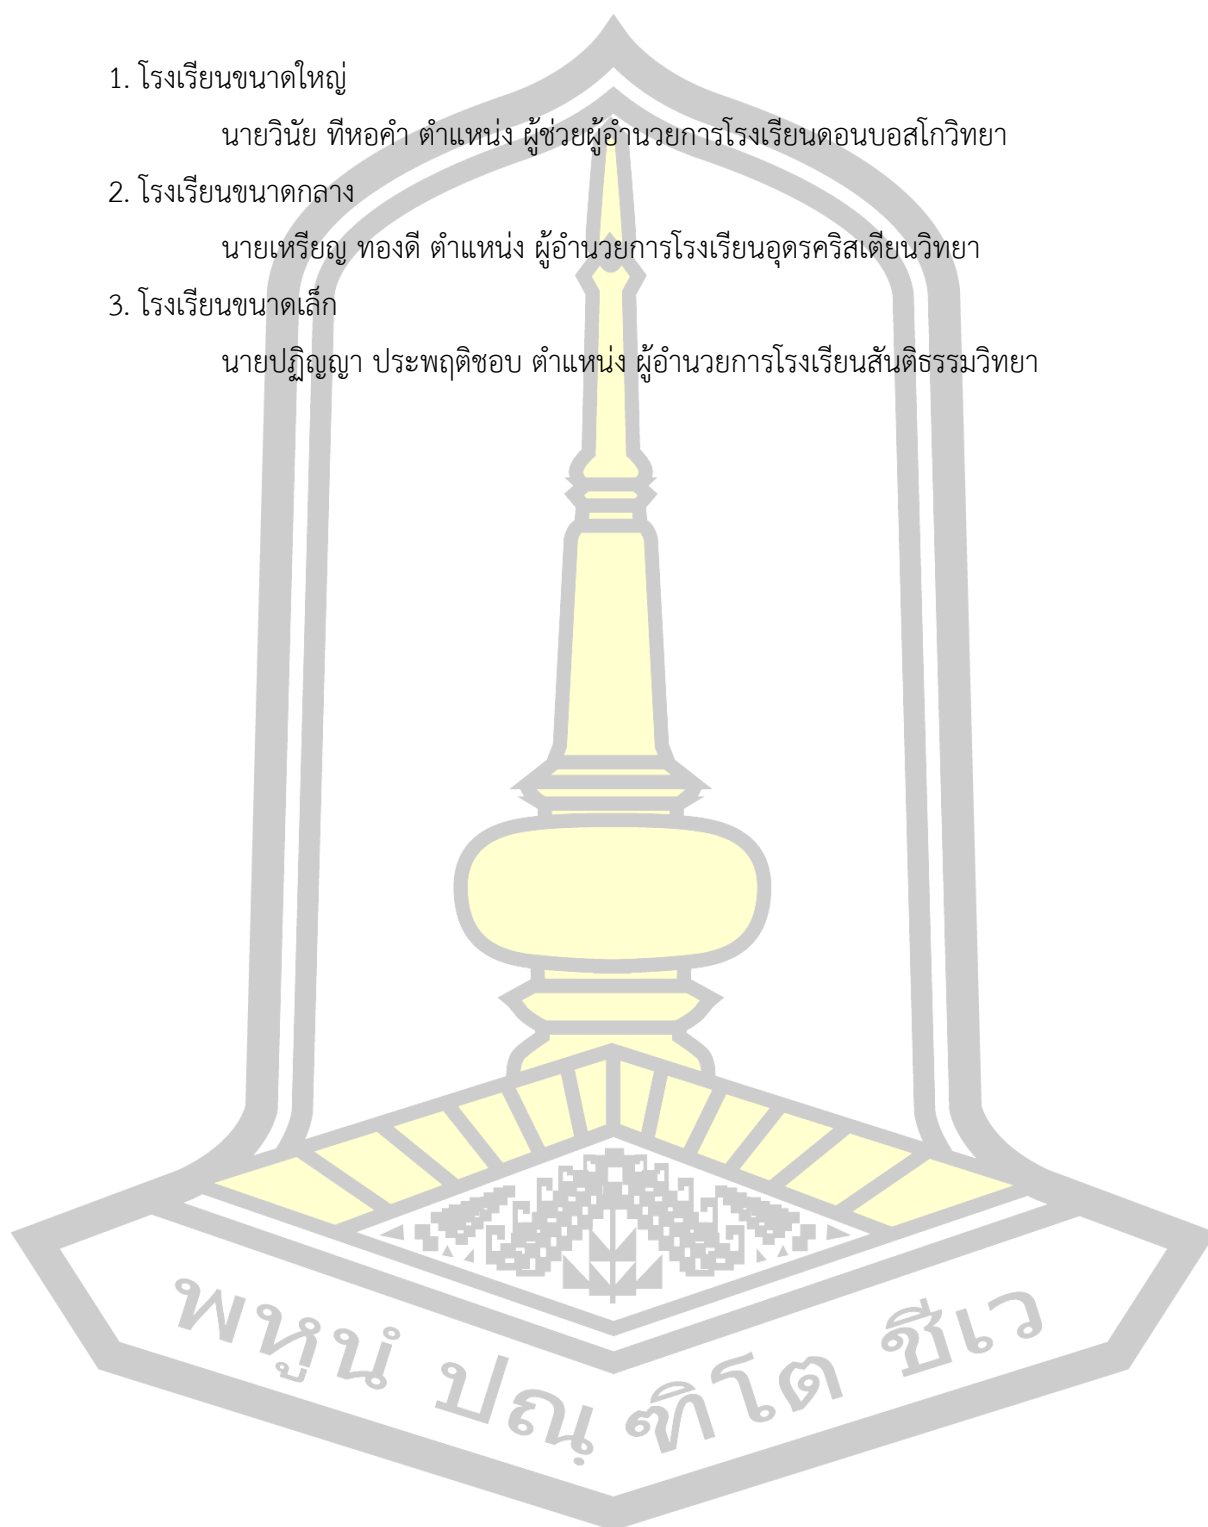 1. โรงเรียนขนาดใหญ่
นายวินัย ทีหอคำ ตำแหน่ง ผู้ช่วยผู้อำนวยการโรงเรียนดอนบอสโกวิทยา
2. โรงเรียนขนาดกลาง
นายเหรียญ ทองดี ตำแหน่ง ผู้อำนวยการโรงเรียนอุดรคริสเตียนวิทยา
3. โรงเรียนขนาดเล็ก
นายปฏิญญา ประพฤติชอบ ตำแหน่ง ผู้อำนวยการโรงเรียนสันติธรรมวิทยา
พหูนํ ปณฺฑิโต ชีเว